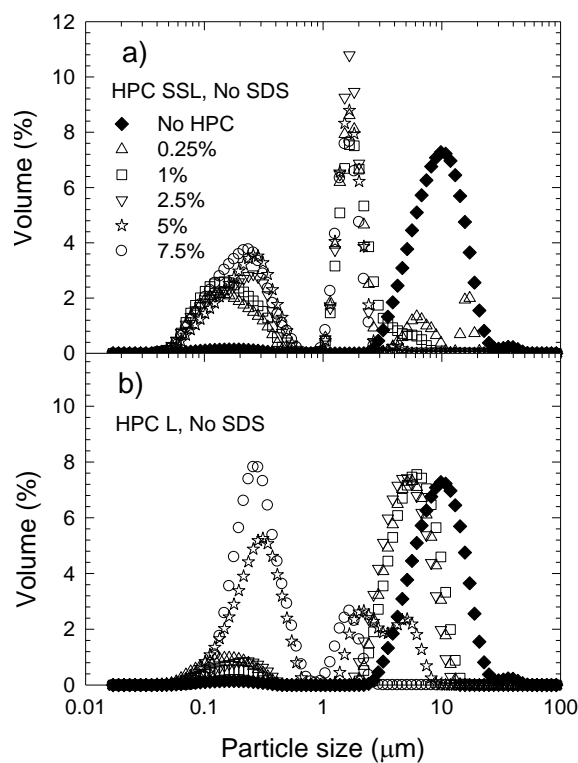 12
10
8
6
4
2
0
Volume (%)
a)
HPC SSL, No SDS
No HPC
0.25%
1%
2.5%
5%
7.5%
10
8
6
4
2
0
Volume (%)
b)
HPC L, No SDS
0.01 0.1 1 10 100
Particle size (μm)